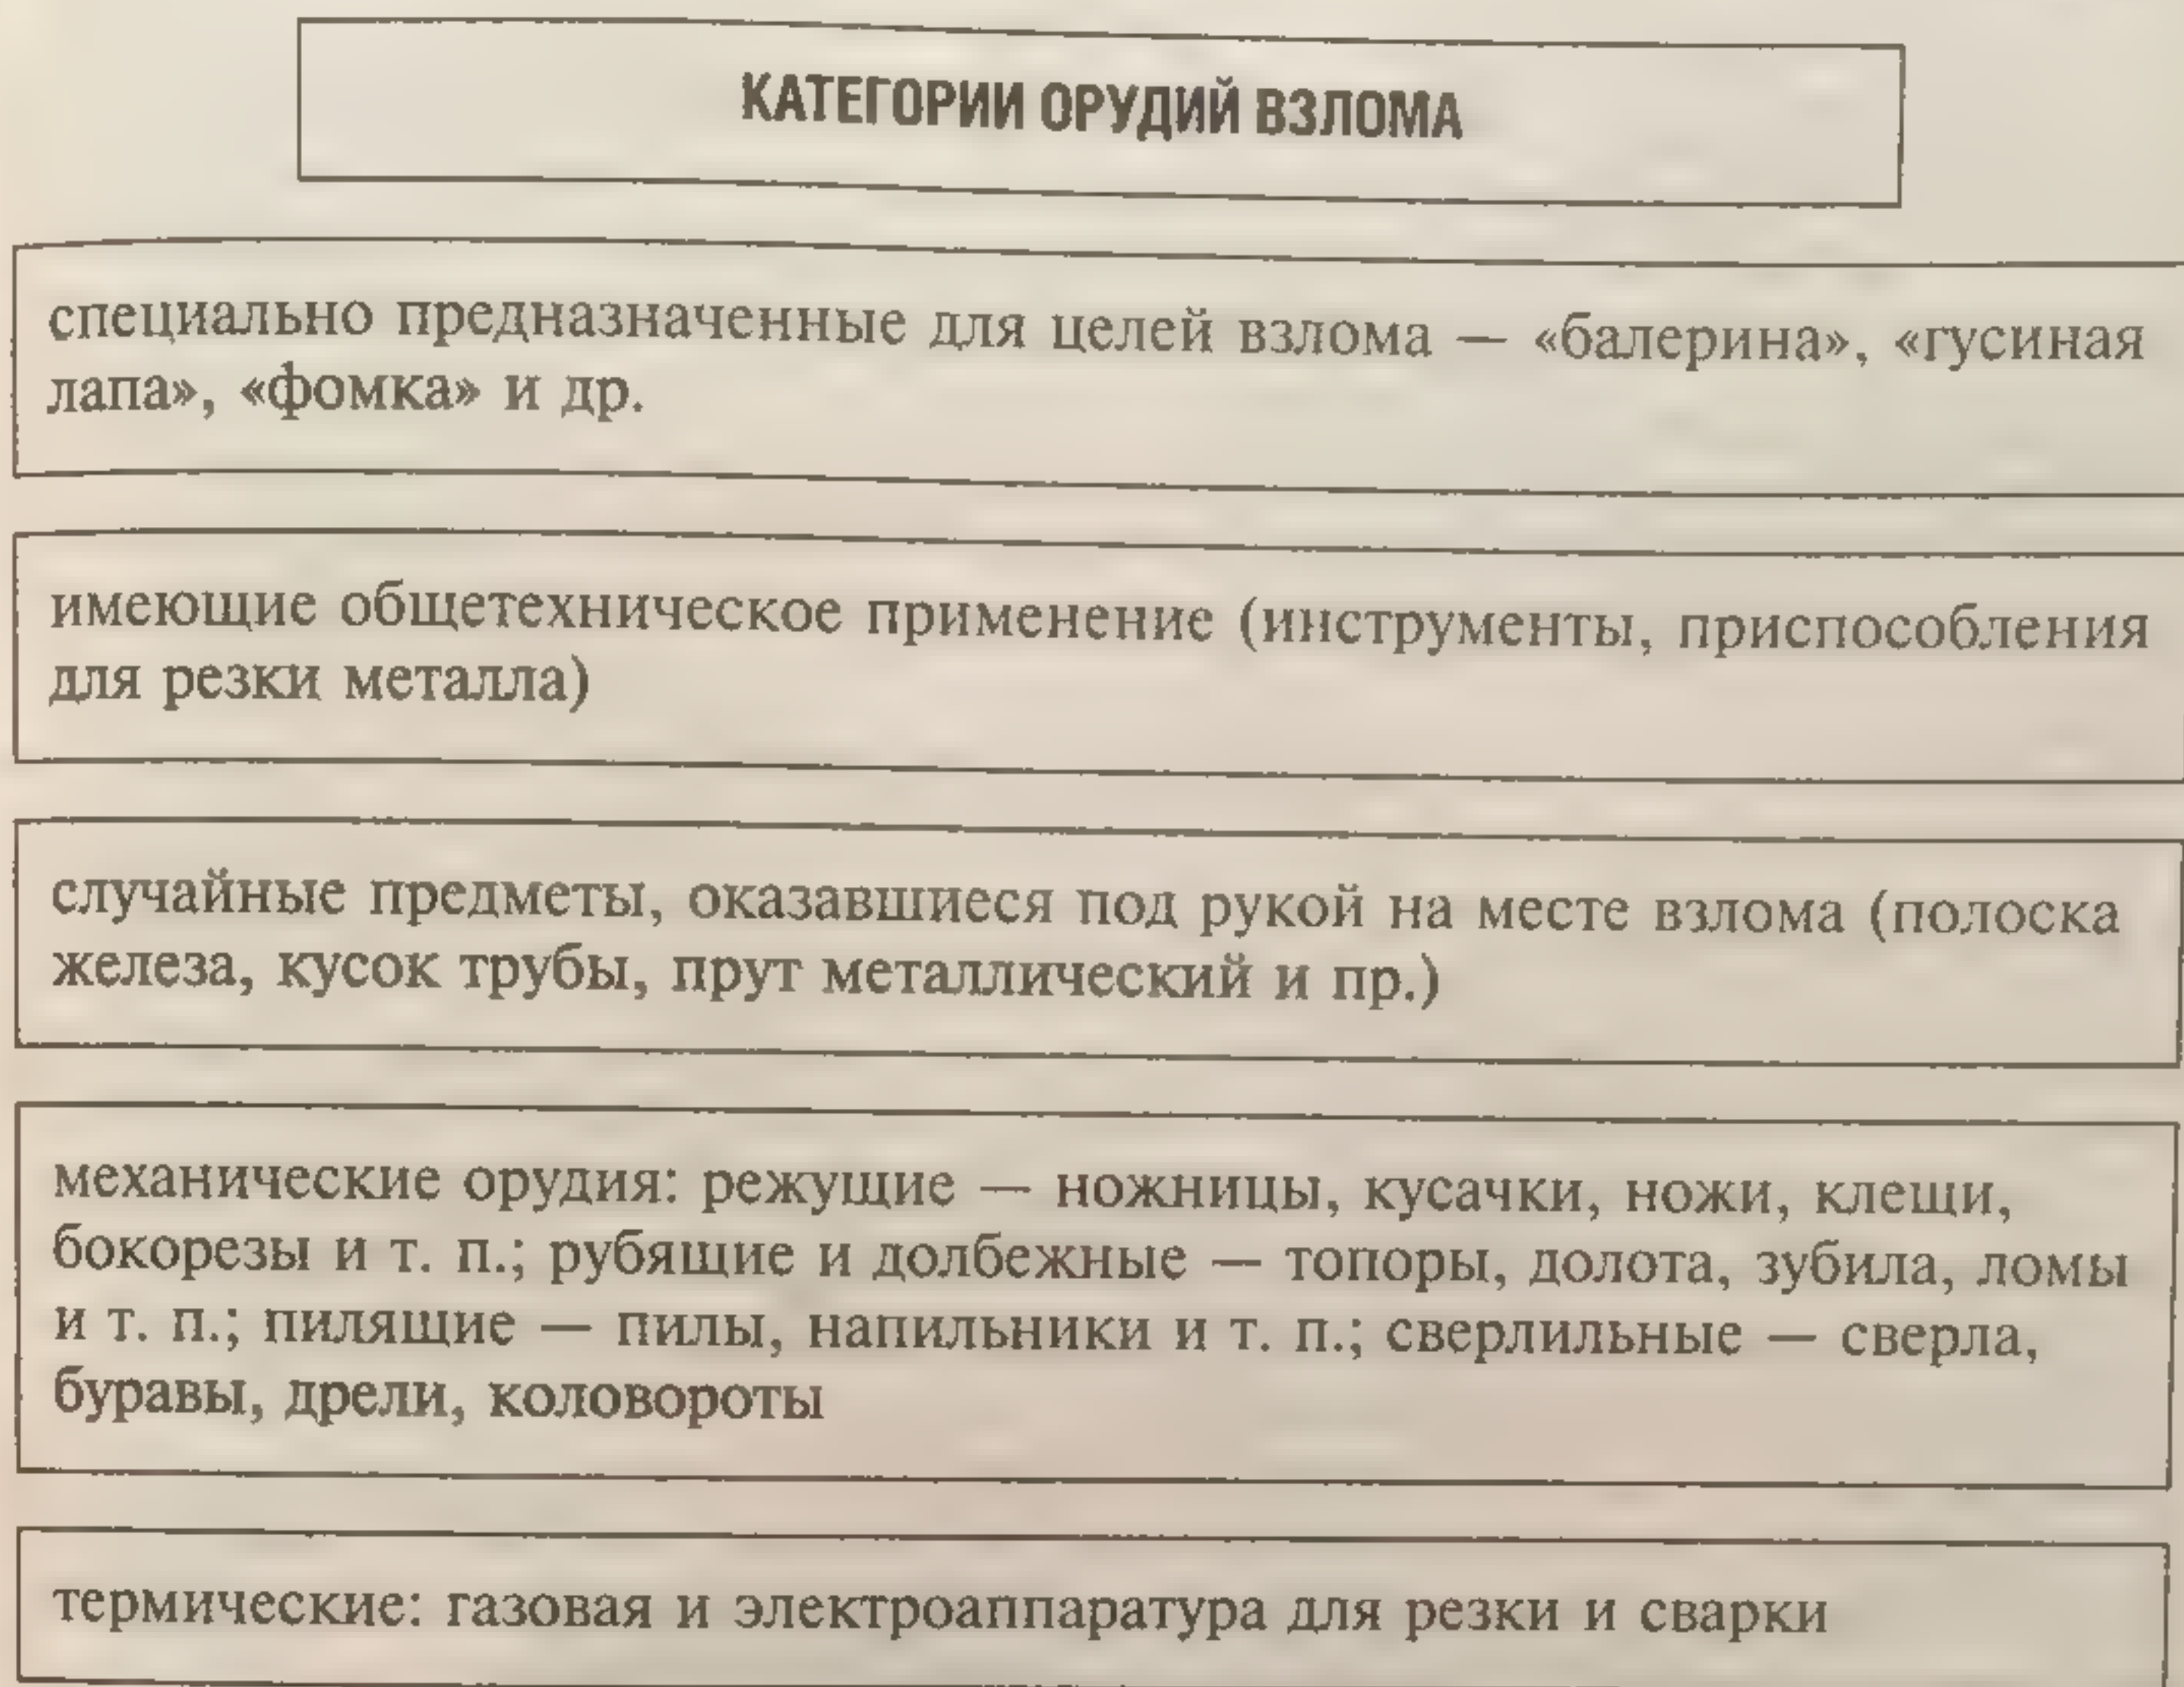 КАТЕГОРИИ ОРУДИЙ ВЗЛОМА
специально предназначенные для целей взлома — «балерина», «гусиная
лапа», «фомка» и др.
имеющие общетехническое применение (инструменты, приспособления
для резки металла)
случайные предметы, оказавшиеся под рукой на месте взлома (полоска
железа, кусок трубы, прут металлический и пр.)
механические орудия: режущие — ножницы, кусачки, ножи, клещи,
бокорезы и т. п.; рубящие и долбежные — топоры, долота, зубила, ломы
и т. п.; пилящие — пилы, напильники и т. п.; сверлильные — сверла,
буравы, дрели, коловороты
термические: газовая и электроаппаратура для резки и сварки